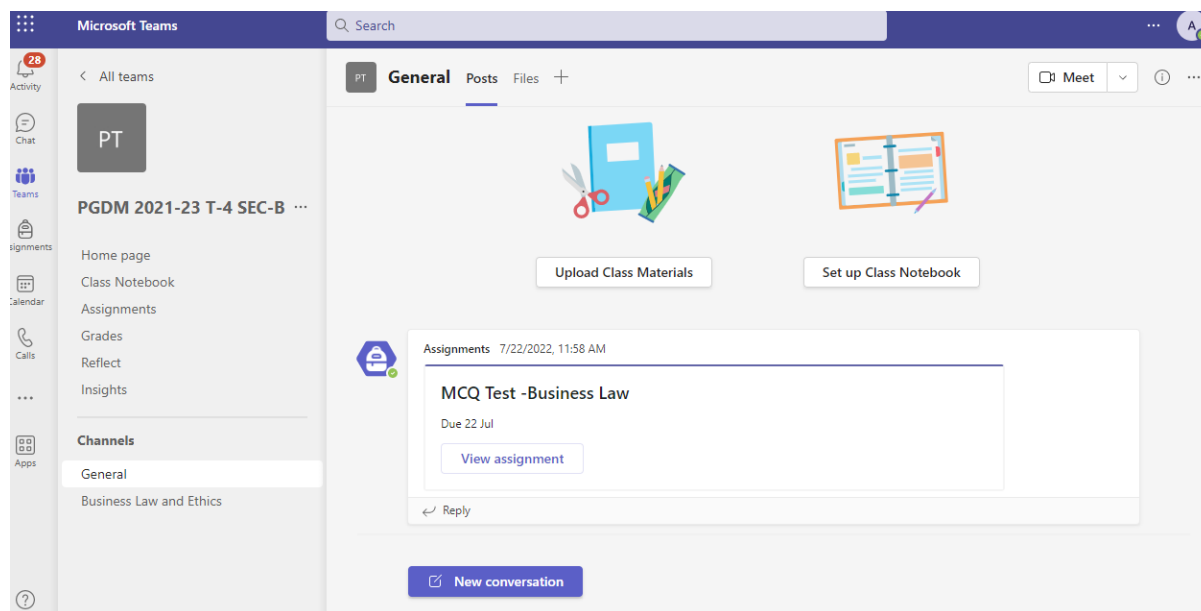 Microsoft Teams
Search
A
28
Activity
Chat
Teams
signments
Calendar
Calls
Apps
All teams
PT
PGDM 2021-23 T-4 SEC-B
Home page
Class Notebook
Assignments
Grades
Reflect
Insights
Channels
General
Business Law and Ethics
PT General Posts Files
Meet
Upload Class Materials
Set up Class Notebook
Assignments 7/22/2022, 11:58 AM
MCQ Test -Business Law
Due 22 Jul
View assignment
Reply
New conversation